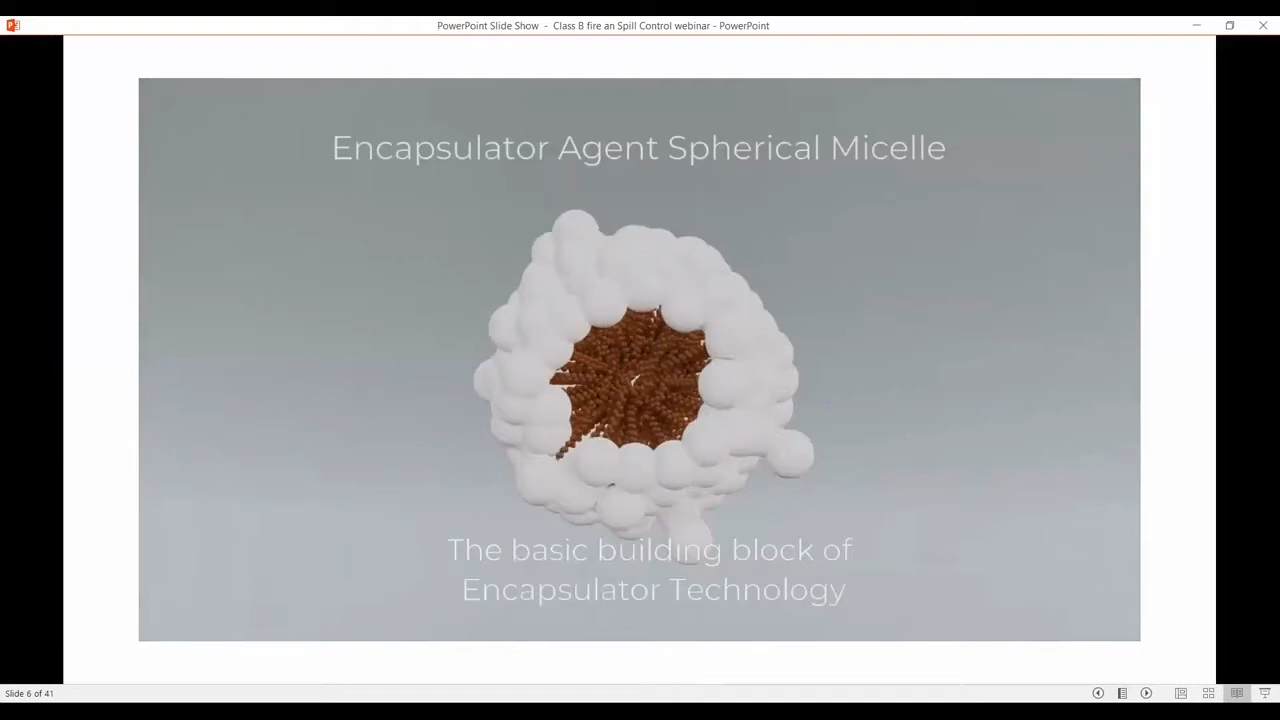 PowerPoint Slide Show - Class B fire an Spill Control webinar - PowerPoint
Encapsulator Agent Spherical Micelle
The basic building block of
Encapsulator Technology
Slide 6 of 41